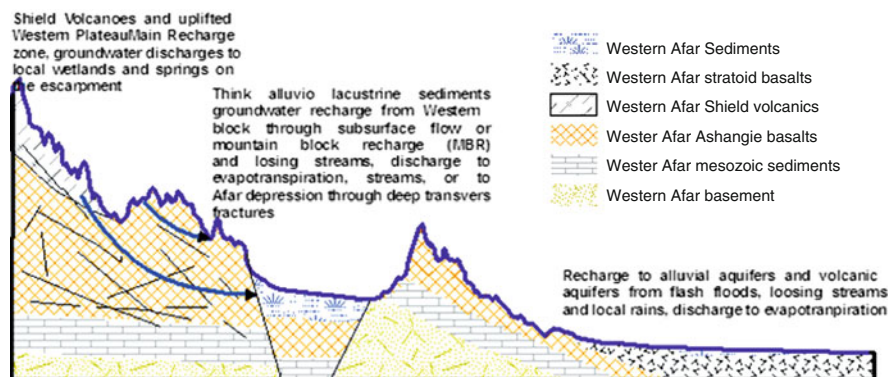 Shield Volcanoes and uplifted
Western PlateauMain Recharge
zone, groundwater discharges to
local wetlands and springs on
the escarpment
Think alluvio lacustrine sediments
groundwater recharge from Western
block through subsurface flow or
mountain block recharge (MBR)
and losing streams, discharge to
evapotranspiration, streams, or to
Afar depression through deep transvers
fractures
Western Afar Sediments
Western Afar stratoid basalts
Western Afar Shield volcanics
Wester Afar Ashangie basalts
Wester Afar mesozoic sediments
Western Afar basement
Recharge to alluvial aquifers and volcanic
aquifers from flash floods, loosing streams
and local rains, discharge to evapotranpiration